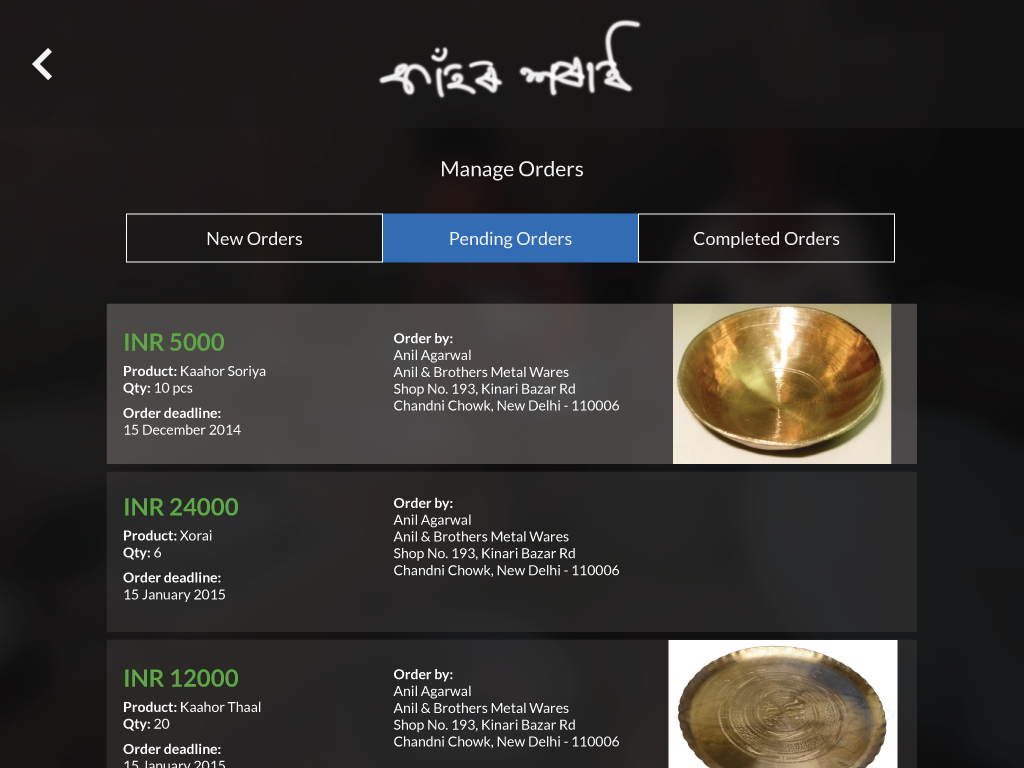 কাঁহৰ শৰাই
Manage Orders
New Orders
Pending Orders
Completed Orders
INR 5000
Product: Kaahor Soriya
Qty: 10 pcs
Order deadline:
15 December 2014
Order by:
Anil Agarwal
Anil & Brothers Metal Wares
Shop No. 193, Kinari Bazar Rd
Chandni Chowk, New Delhi - 110006
INR 24000
Product: Xorai
Qty: 6
Order deadline:
15 January 2015
Order by:
Anil Agarwal
Anil & Brothers Metal Wares
Shop No. 193, Kinari Bazar Rd
Chandni Chowk, New Delhi - 110006
INR 12000
Product: Kaahor Thaal
Qty: 20
Order deadline:
15 January 2015
Order by:
Anil Agarwal
Anil & Brothers Metal Wares
Shop No. 193, Kinari Bazar Rd
Chandni Chowk, New Delhi - 110006